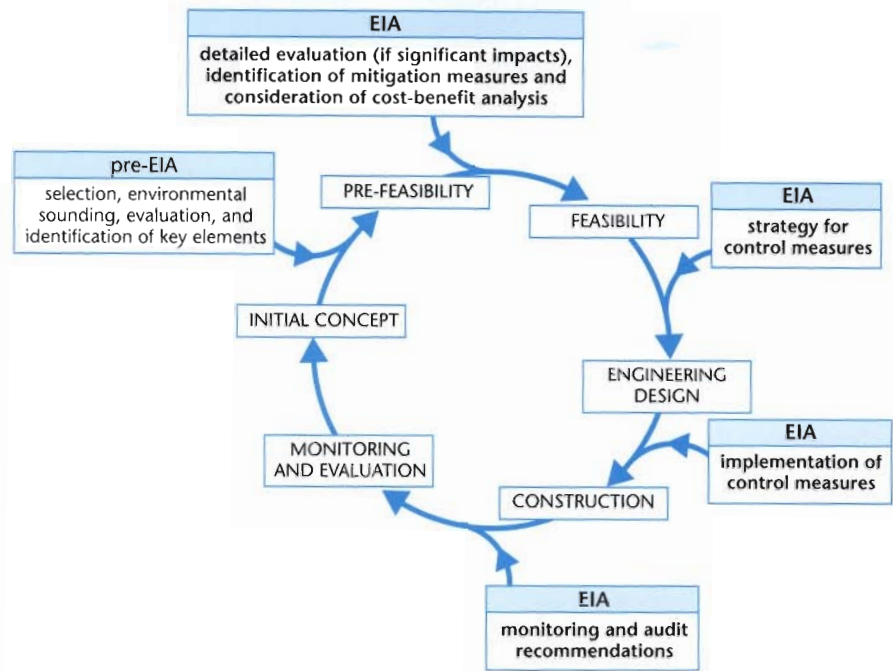 EIA
detailed evaluation (if significant impacts),
identification of mitigation measures and
consideration of cost-benefit analysis
pre-EIA
selection, environmental
sounding, evaluation, and
identification of key elements
PRE-FEASIBILITY
FEASIBILITY
EIA
strategy for
control measures
INITIAL CONCEPT
ENGINEERING
DESIGN
MONITORING
AND EVALUATION
EIA
implementation of
control measures
CONSTRUCTION
EIA
monitoring and audit
recommendations